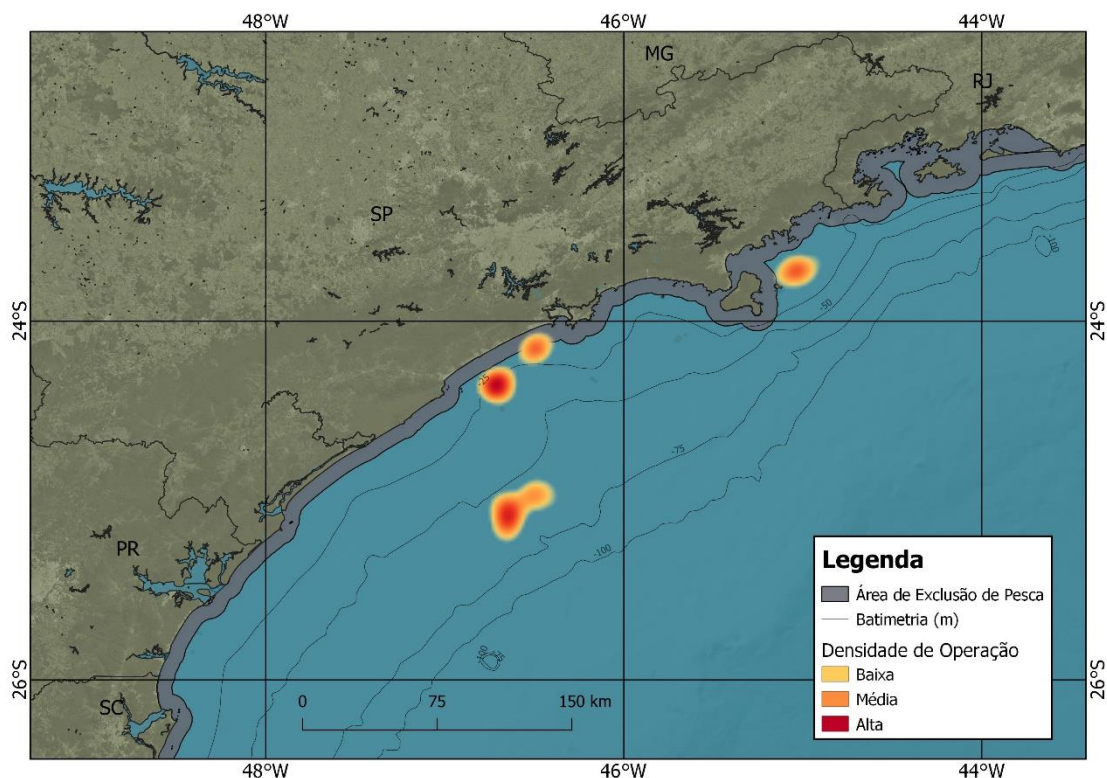 48°W
46°W
44°W
MG
RJ
SP
24°S
24°S
-100
-50
-25
-75
-100
PR
-100
26°S
26°S
SC
0
75
150 km
Legenda
Área de Exclusão de Pesca
Batimetria (m)
Densidade de Operação
Baixa
Média
Alta
48°W
46°W
44°W